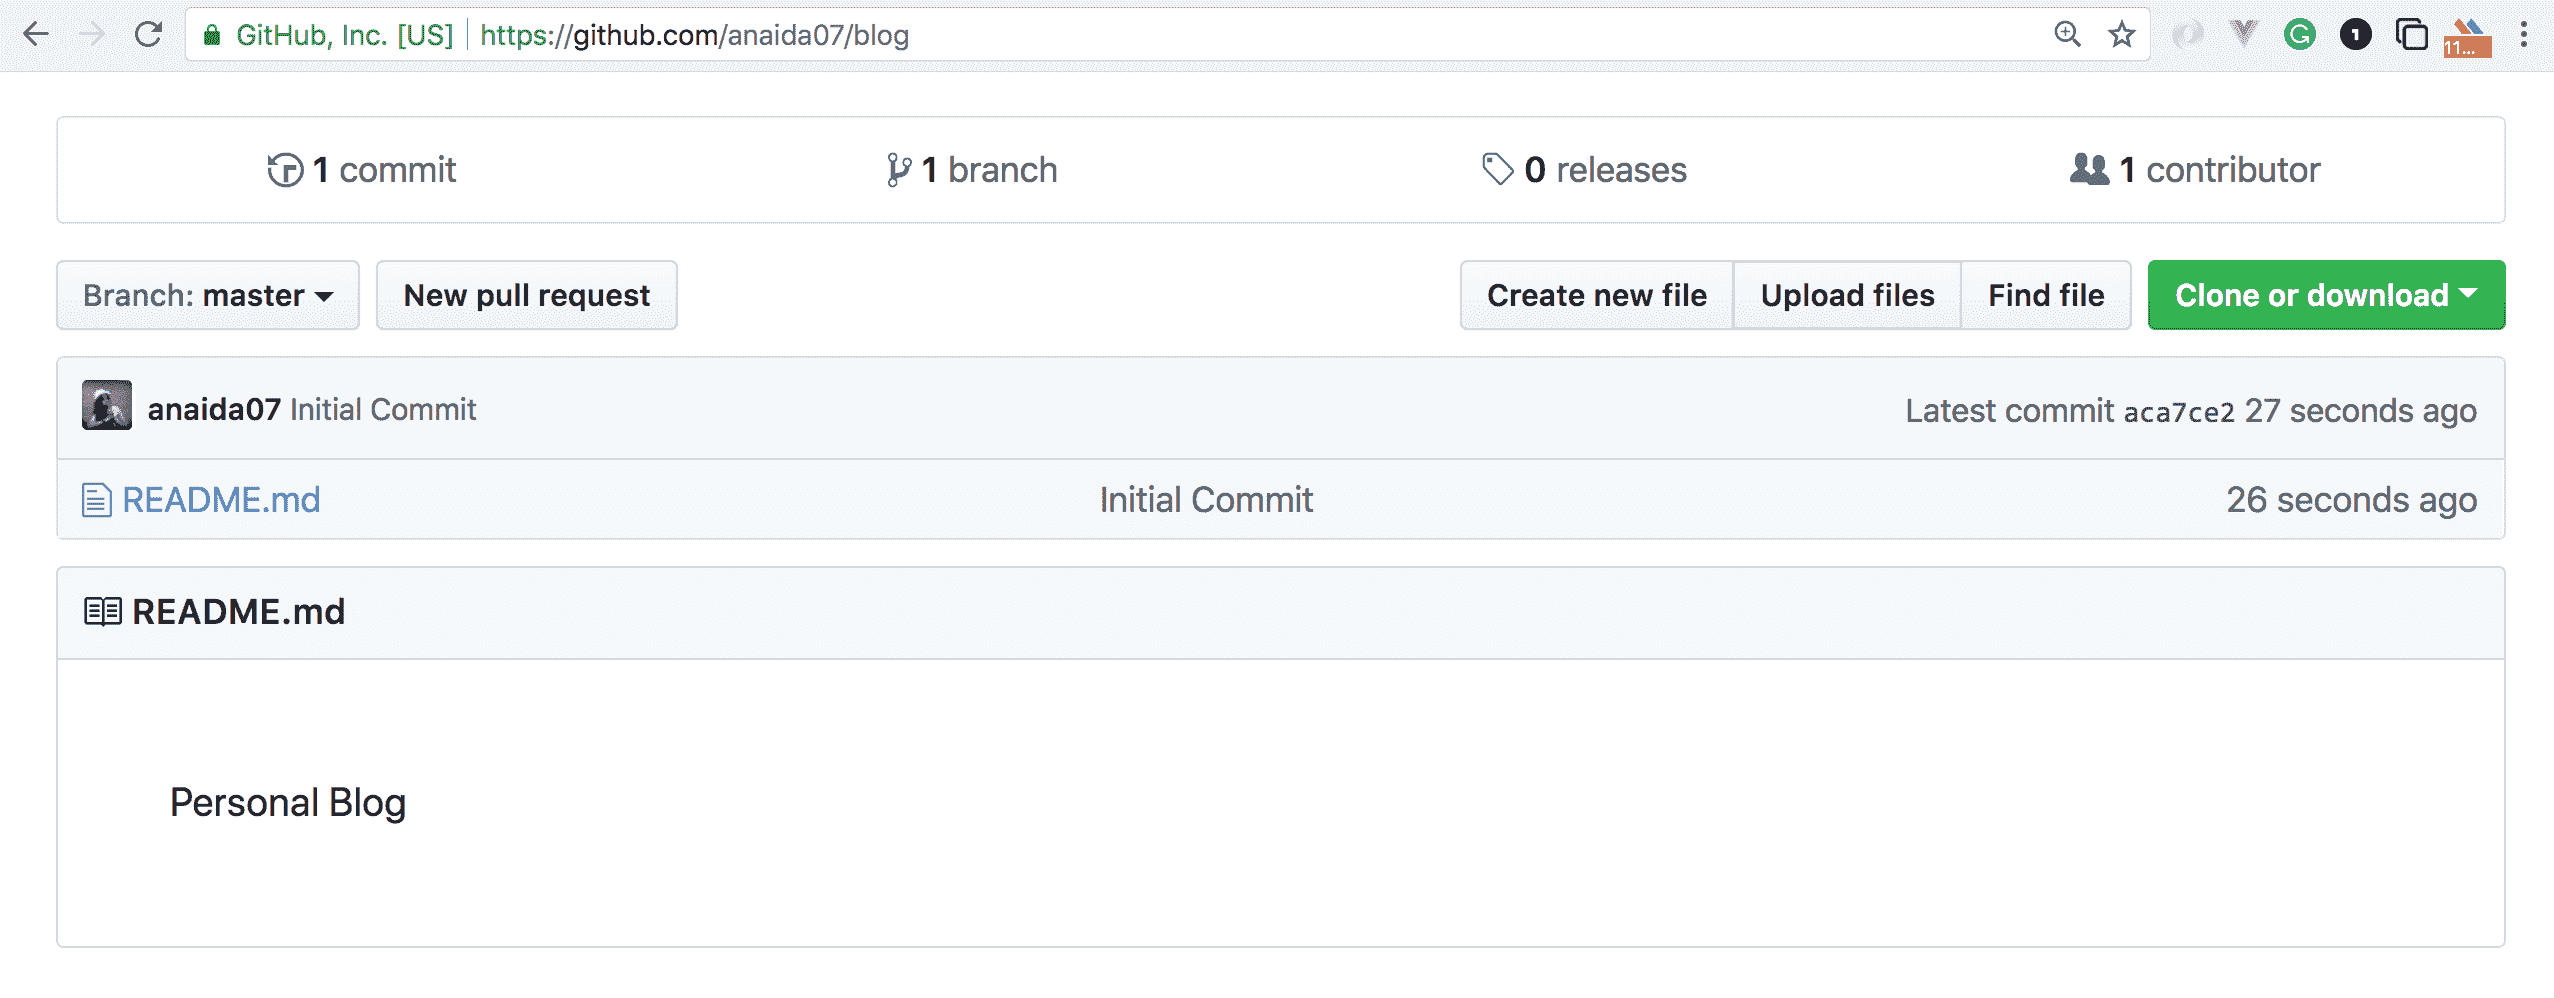 GitHub, Inc. [US] https://github.com/anaida07/blog
11...
1 commit 1 branch 0 releases 1 contributor
Branch: master New pull request Create new file Upload files Find file Clone or download
anaida07 Initial Commit Latest commit aca7ce2 27 seconds ago
README.md Initial Commit 26 seconds ago
README.md
Personal Blog